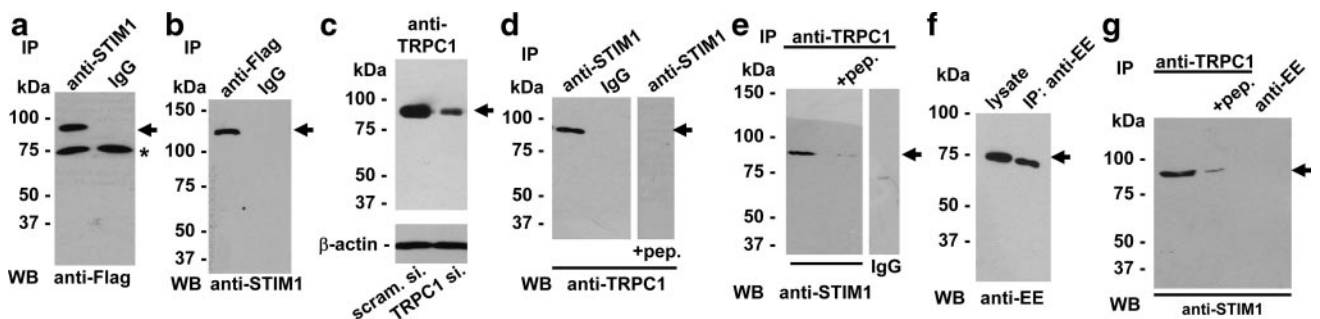 a
IP
anti-STIM1
IgG
kDa
100 -
75 -
50 -
37 -
*
WB
anti-Flag
b
IP
anti-Flag
IgG
kDa
150 -
100 -
75 -
50 -
37 -
WB
anti-STIM1
c
anti-
TRPC1
kDa
100 -
75 -
50 -
37 -
β-actin -
scram. si.
TRPC1 si.
d
IP
anti-STIM1
IgG
anti-STIM1
kDa
100 -
75 -
50 -
37 -
+pep.
WB
anti-TRPC1
e
IP
anti-TRPC1
+pep.
kDa
150 -
100 -
75 -
50 -
37 -
IgG
WB
anti-STIM1
f
lysate
IP: anti-EE
kDa
100 -
75 -
50 -
37 -
WB
anti-EE
g
IP
anti-TRPC1
+pep.
anti-EE
kDa
100 -
75 -
50 -
37 -
WB
anti-STIM1